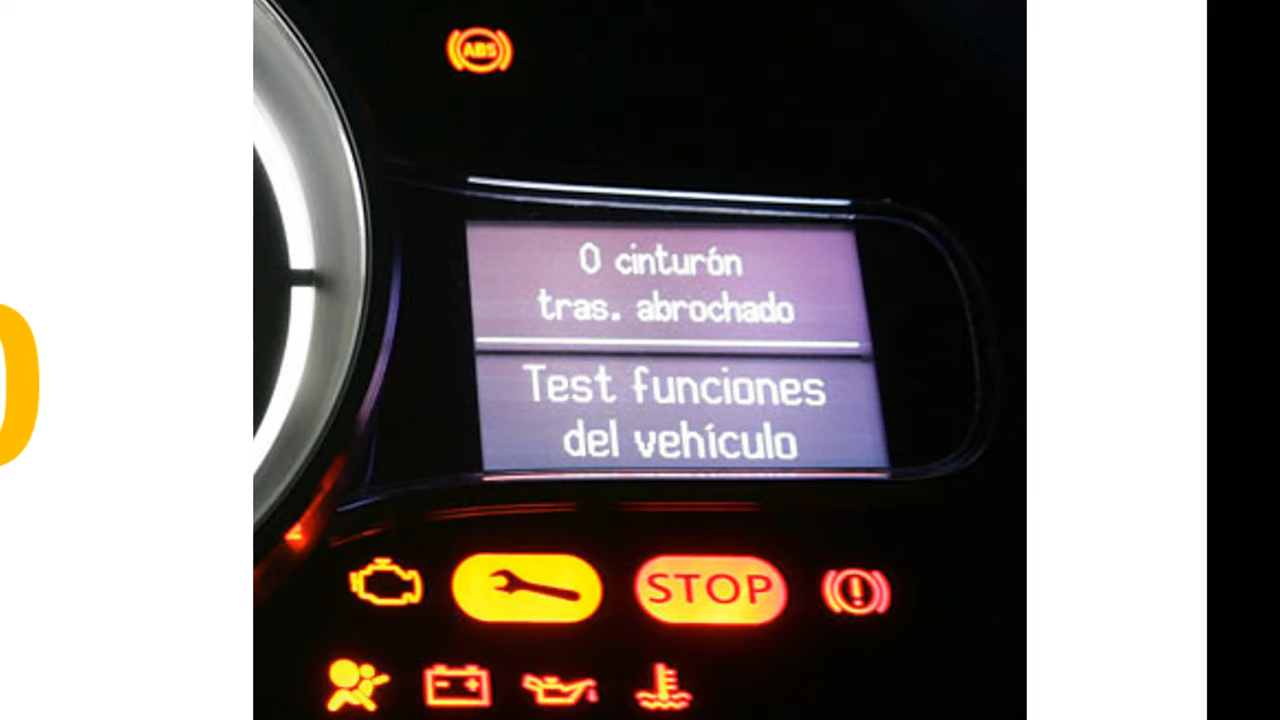 ABS
0 cinturón
tras. abrochado
Test funciones
del vehículo
STOP